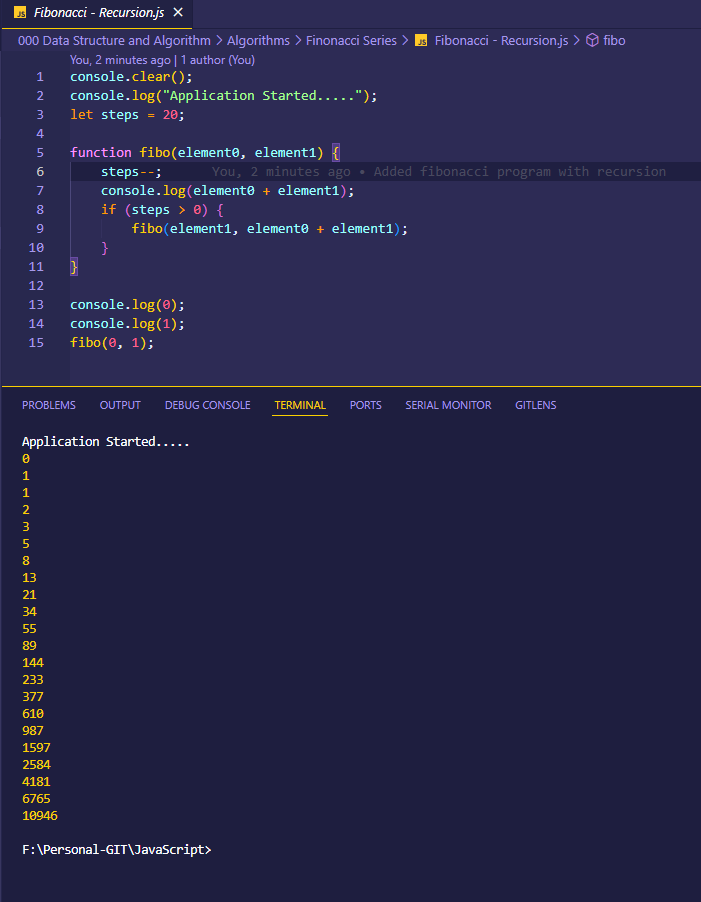 JS Fibonacci - Recursion.js ×
000 Data Structure and Algorithm > Algorithms > Finonacci Series > JS Fibonacci - Recursion.js > fibo
You, 2 minutes ago | 1 author (You)
1 console.clear();
2 console.log("Application Started.....");
3 let steps = 20;
4
5 function fibo(element0, element1) {
6     steps--;    You, 2 minutes ago • Added fibonacci program with recursion
7     console.log(element0 + element1);
8     if (steps > 0) {
9         fibo(element1, element0 + element1);
10     }
11 }
12
13 console.log(0);
14 console.log(1);
15 fibo(0, 1);
PROBLEMS OUTPUT DEBUG CONSOLE TERMINAL PORTS SERIAL MONITOR GITLENS
Application Started.....
0
1
1
2
3
5
8
13
21
34
55
89
144
233
377
610
987
1597
2584
4181
6765
10946
F:\Personal-GIT\JavaScript>